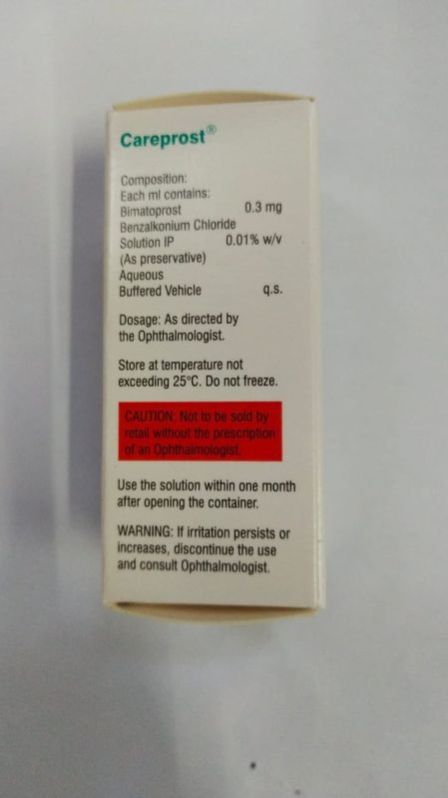 Careprost®
Composition:
Each ml contains:
Bimatoprost 0.3 mg
Benzalkonium Chloride
Solution IP 0.01% w/v
(As preservative)
Aqueous
Buffered Vehicle q.s.
Dosage: As directed by
the Ophthalmologist.
Store at temperature not
exceeding 25°C. Do not freeze.
CAUTION: Not to be sold by
retail without the prescription
of an Ophthalmologist.
Use the solution within one month
after opening the container.
WARNING: If irritation persists or
increases, discontinue the use
and consult Ophthalmologist.